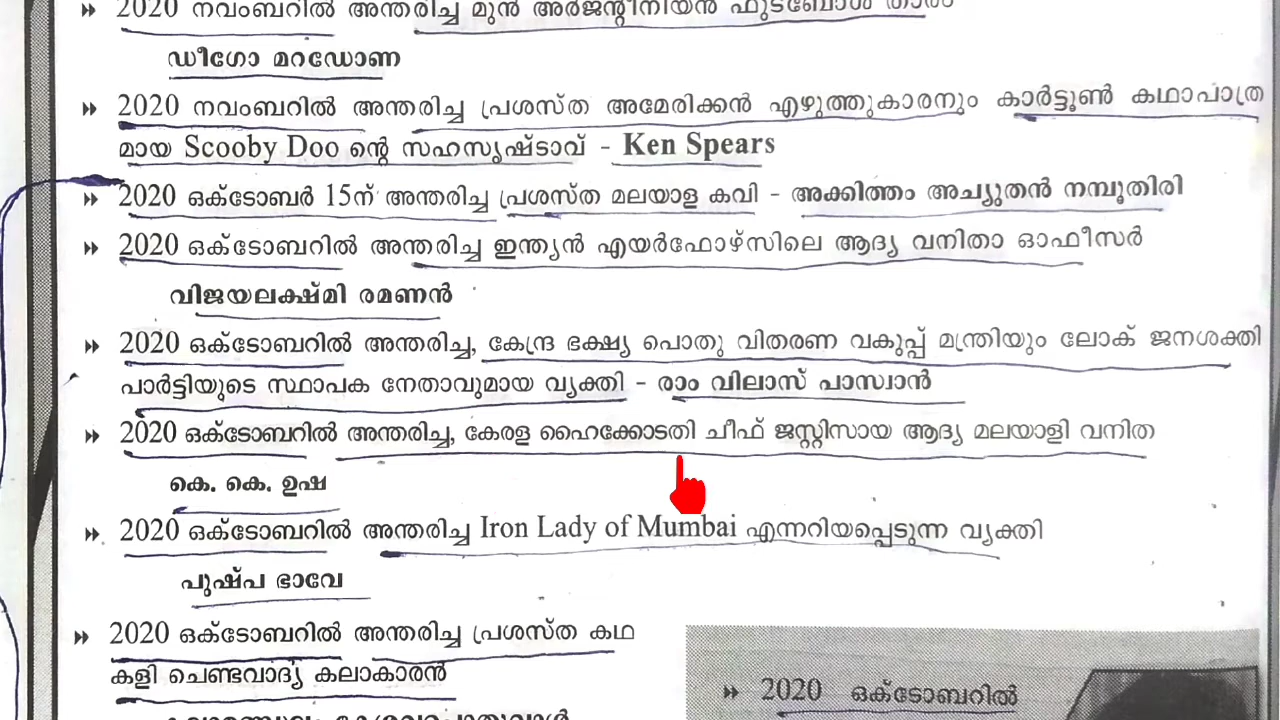 2020 നവംബറിൽ അന്തരിച്ച മുൻ അർജന്റീനിയൻ ഫുട്ബോൾ താരം
ഡീഗോ മറഡോണ
2020 നവംബറിൽ അന്തരിച്ച പ്രശസ്ത അമേരിക്കൻ എഴുത്തുകാരനും കാർട്ടൂൺ കഥാപാത്ര
മായ Scooby Doo ന്റെ സഹസൃഷ്ടാവ് - Ken Spears
2020 ഒക്ടോബർ 15ന് അന്തരിച്ച പ്രശസ്ത മലയാള കവി - അക്കിത്തം അച്യുതൻ നമ്പൂതിരി
2020 ഒക്ടോബറിൽ അന്തരിച്ച ഇന്ത്യൻ എയർഫോഴ്സിലെ ആദ്യ വനിതാ ഓഫീസർ
വിജയലക്ഷ്മി രമണൻ
2020 ഒക്ടോബറിൽ അന്തരിച്ച, കേന്ദ്ര ഭക്ഷ്യ പൊതു വിതരണ വകുപ്പ് മന്ത്രിയും ലോക് ജനശക്തി
പാർട്ടിയുടെ സ്ഥാപക നേതാവുമായ വ്യക്തി - രാം വിലാസ് പാസ്വാൻ
2020 ഒക്ടോബറിൽ അന്തരിച്ച, കേരള ഹൈക്കോടതി ചീഫ് ജസ്റ്റിസായ ആദ്യ മലയാളി വനിത
കെ. കെ. ഉഷ
2020 ഒക്ടോബറിൽ അന്തരിച്ച Iron Lady of Mumbai എന്നറിയപ്പെടുന്ന വ്യക്തി
പുഷ്പ ഭാവേ
2020 ഒക്ടോബറിൽ അന്തരിച്ച പ്രശസ്ത കഥ
കളി ചെണ്ടവാദ്യ കലാകാരൻ
2020 ഒക്ടോബറിൽ